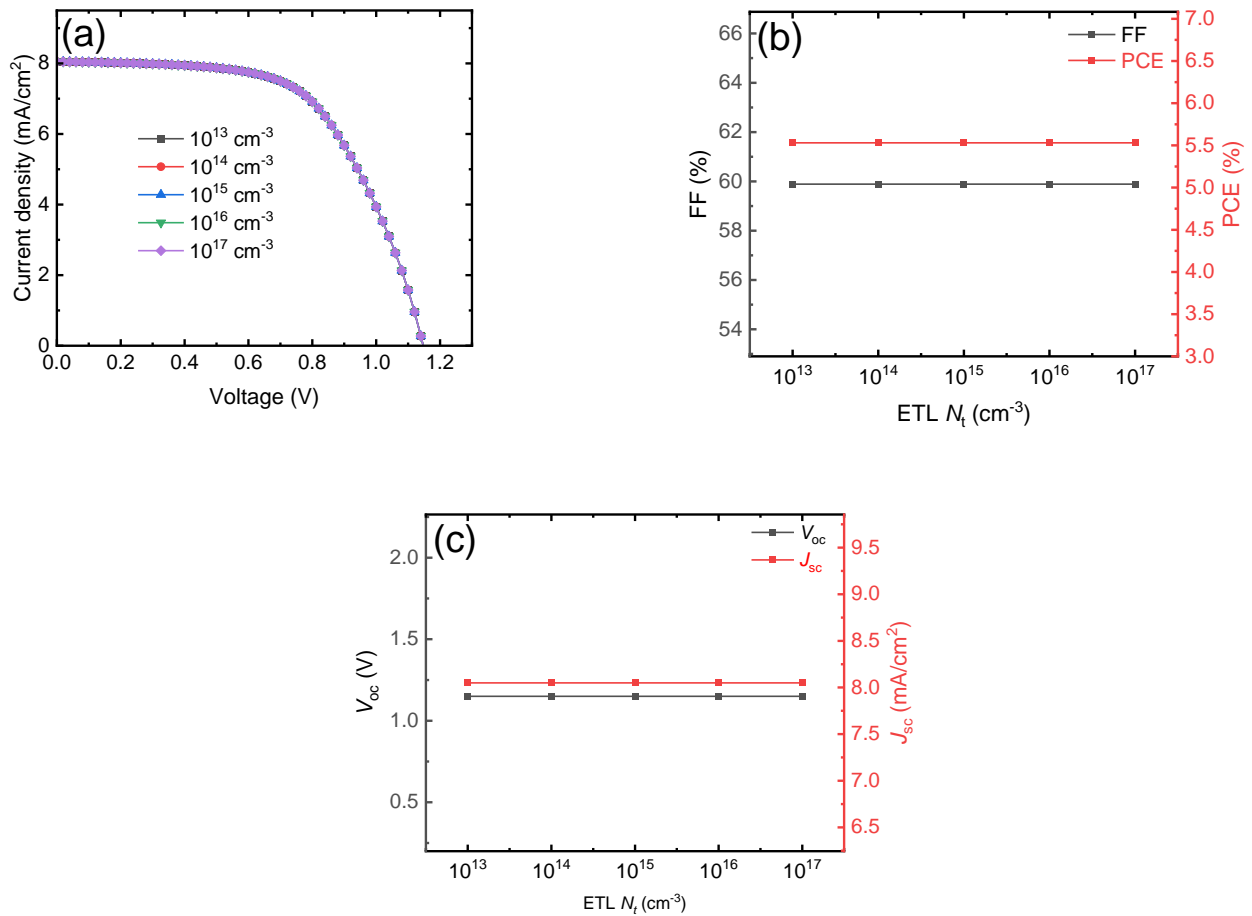 (a)
Current density (mA/cm²)
8
6
4
2
0
10¹³ cm⁻³
10¹⁴ cm⁻³
10¹⁵ cm⁻³
10¹⁶ cm⁻³
10¹⁷ cm⁻³
0.0 0.2 0.4 0.6 0.8 1.0 1.2
Voltage (V)
(b)
FF
PCE
FF (%)
66
64
62
60
58
56
54
7.0
6.5
6.0
5.5
5.0
4.5
4.0
3.5
3.0
PCE (%)
10¹³ 10¹⁴ 10¹⁵ 10¹⁶ 10¹⁷
ETL Nt (cm⁻³)
(c)
Voc
Jsc
Voc (V)
2.0
1.5
1.0
0.5
9.5
9.0
8.5
8.0
7.5
7.0
6.5
Jsc (mA/cm²)
10¹³ 10¹⁴ 10¹⁵ 10¹⁶ 10¹⁷
ETL Nt (cm⁻³)